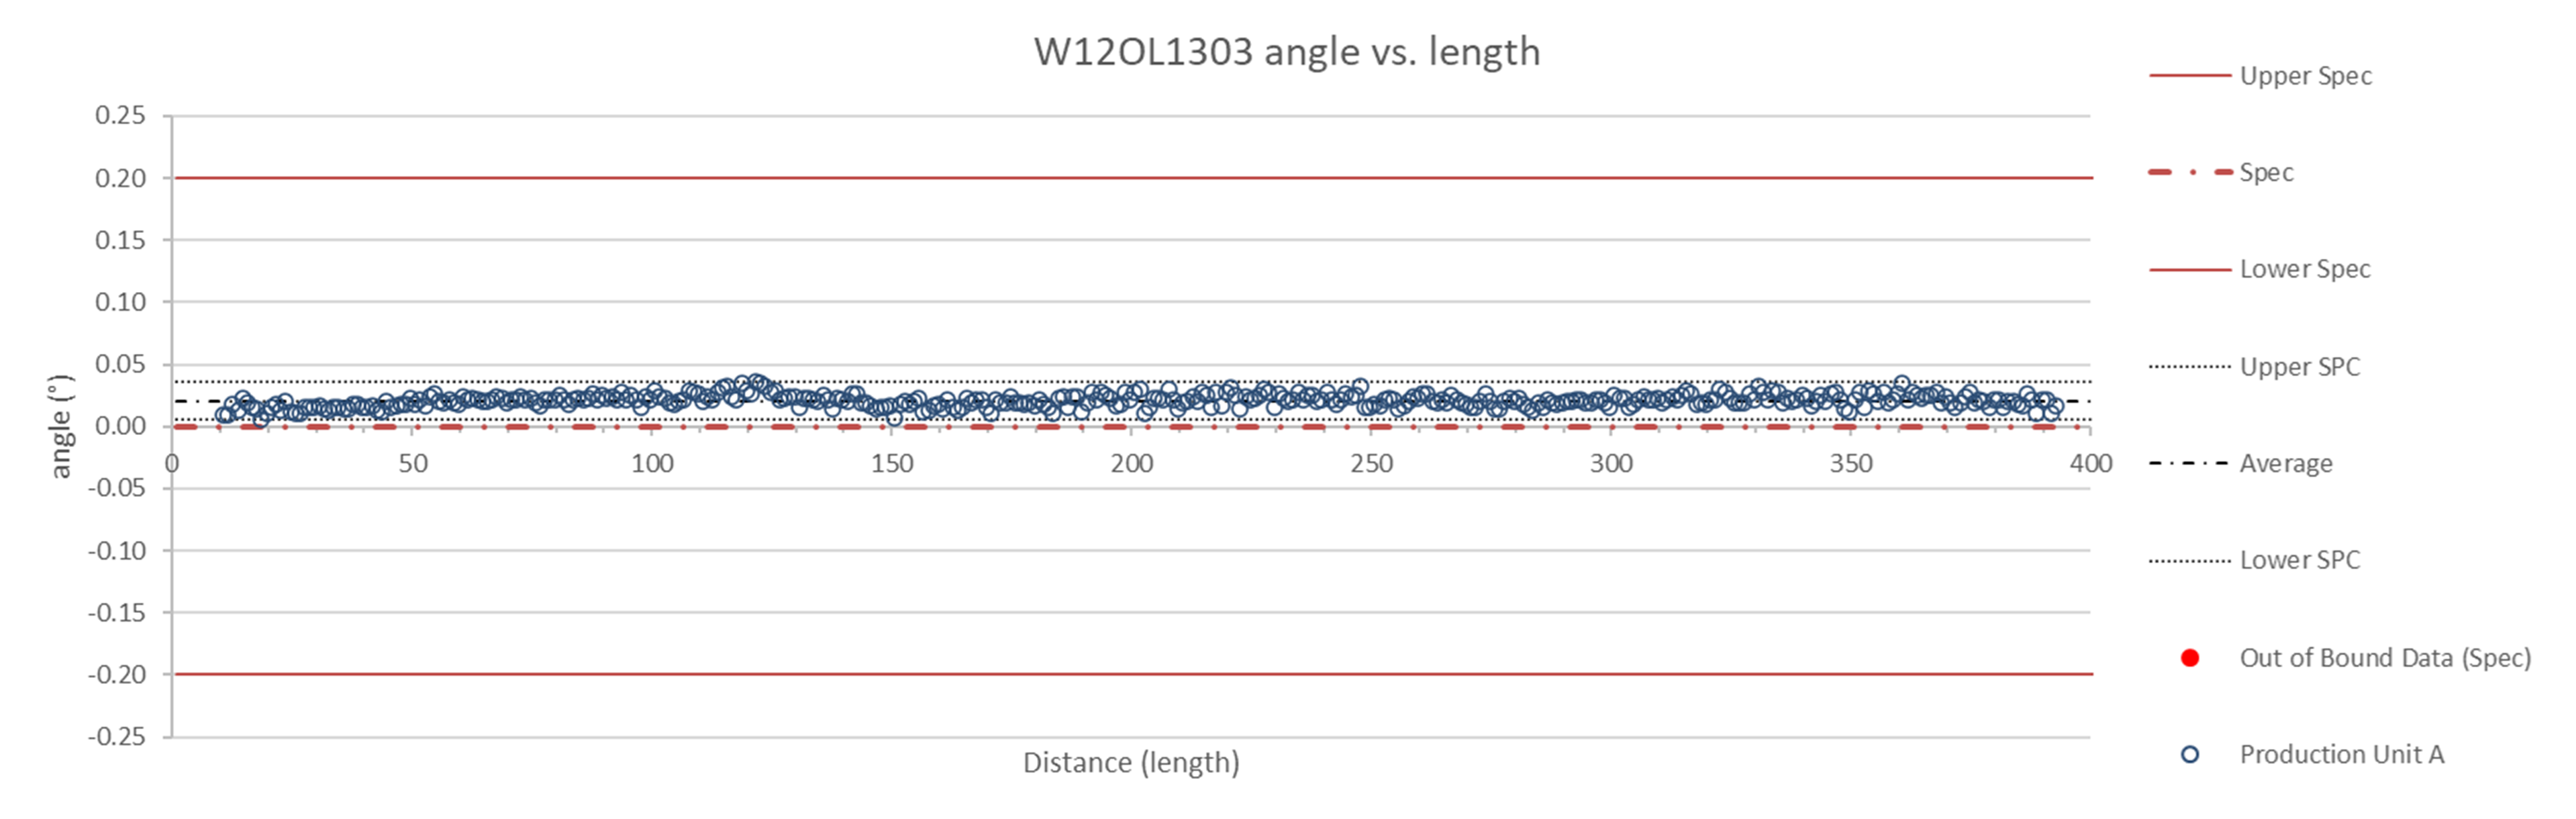 W12OL1303 angle vs. length
0.25
0.20
0.15
0.10
0.05
0.00
-0.05
-0.10
-0.15
-0.20
-0.25
angle (°)
0 50 100 150 200 250 300 350 400
Distance (length)
Upper Spec
Spec
Lower Spec
Upper SPC
Average
Lower SPC
Out of Bound Data (Spec)
Production Unit A